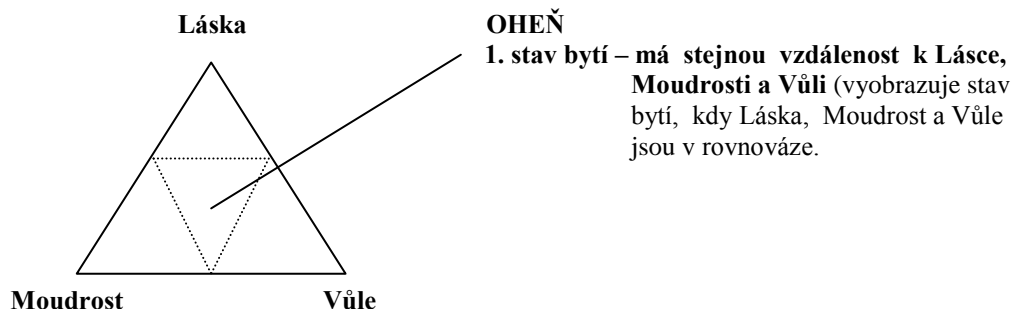 Láska
OHEŇ
1. stav bytí – má stejnou vzdálenost k Lásce,
Moudrosti a Vůli (vyobrazuje stav
bytí, kdy Láska, Moudrost a Vůle
jsou v rovnováze.
Moudrost
Vůle